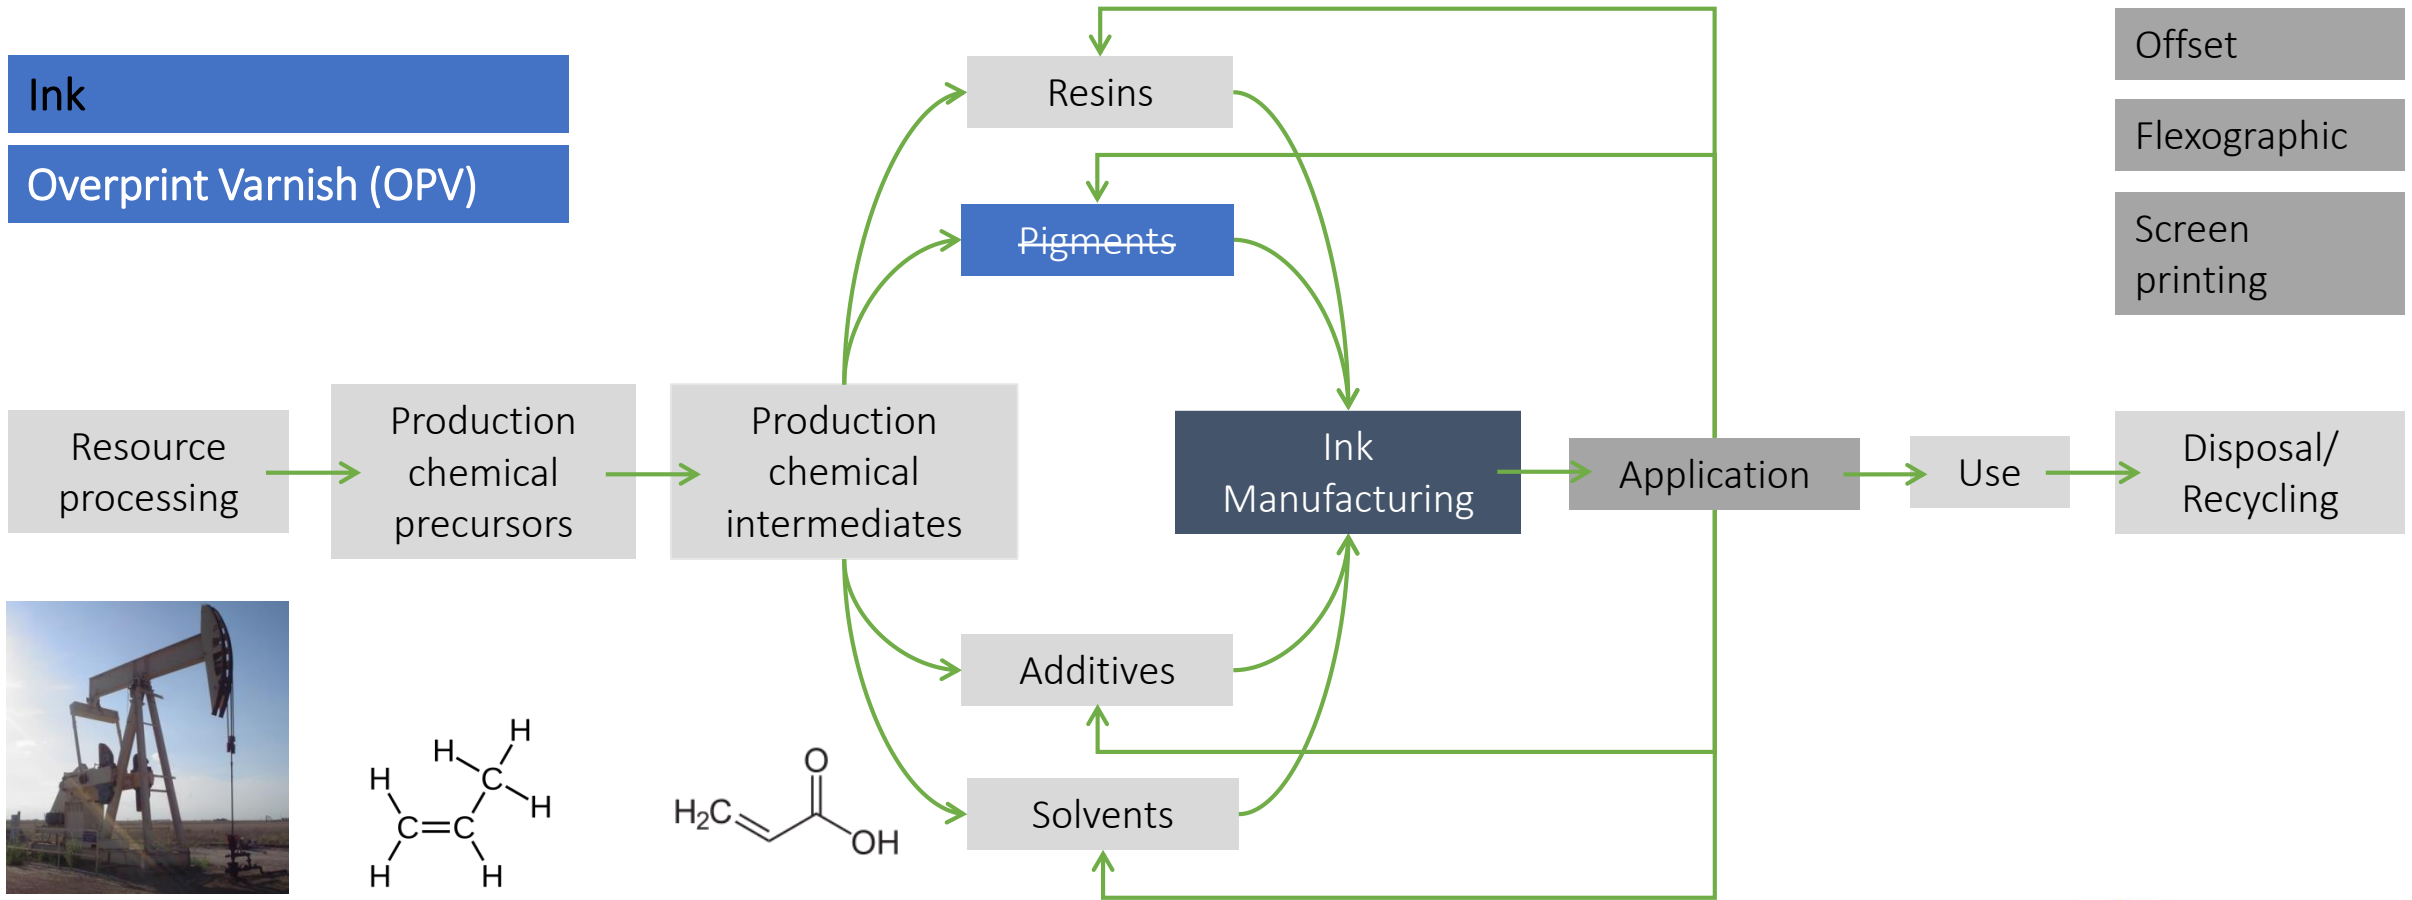 Ink
Overprint Varnish (OPV)
Resins
Pigments
Offset
Flexographic
Screen
printing
Resource
processing
Production
chemical
precursors
Production
chemical
intermediates
Ink
Manufacturing
Application
Use
Disposal/
Recycling
Additives
Solvents
H
H
H
C
H
C
C
H
H
O
H₂C
OH